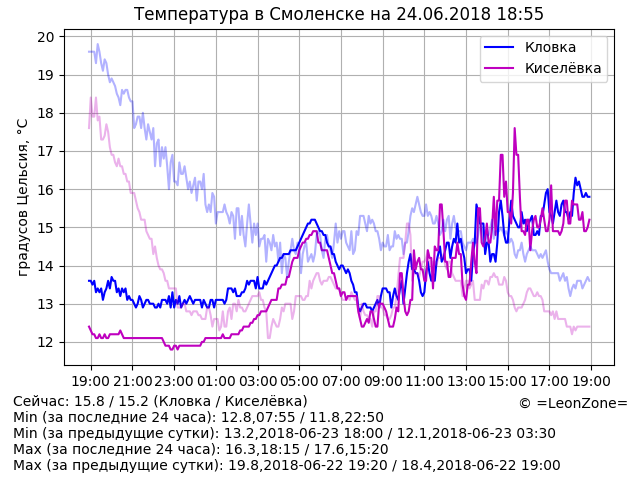 Температура в Смоленске на 24.06.2018 18:55
градусов Цельсия, °C
20
19
18
17
16
15
14
13
12
Кловка
Киселёвка
19:00 21:00 23:00 01:00 03:00 05:00 07:00 09:00 11:00 13:00 15:00 17:00 19:00
© =LeonZone=
Сейчас: 15.8 / 15.2 (Кловка / Киселёвка)
Min (за последние 24 часа): 12.8,07:55 / 11.8,22:50
Min (за предыдущие сутки): 13.2,2018-06-23 18:00 / 12.1,2018-06-23 03:30
Max (за последние 24 часа): 16.3,18:15 / 17.6,15:20
Max (за предыдущие сутки): 19.8,2018-06-22 19:20 / 18.4,2018-06-22 19:00